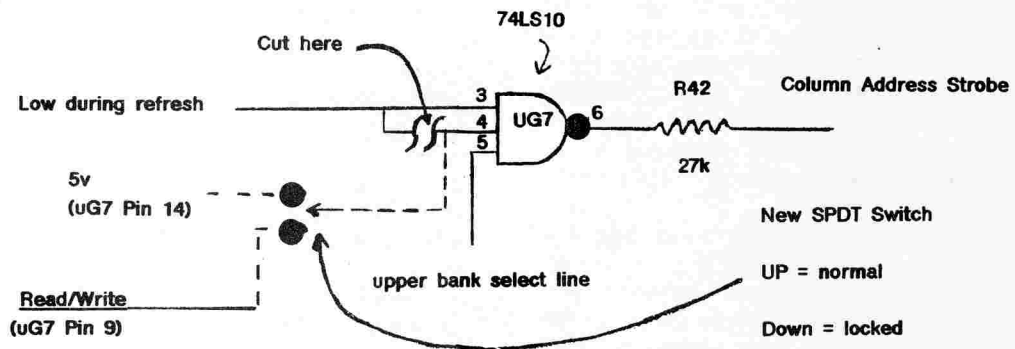 74LS10
Cut here
R42
Column Address Strobe
Low during refresh
3
4
5
UG7
6
27k
5v
(uG7 Pin 14)
New SPDT Switch
upper bank select line
UP = normal
Read/Write
(uG7 Pin 9)
Down = locked